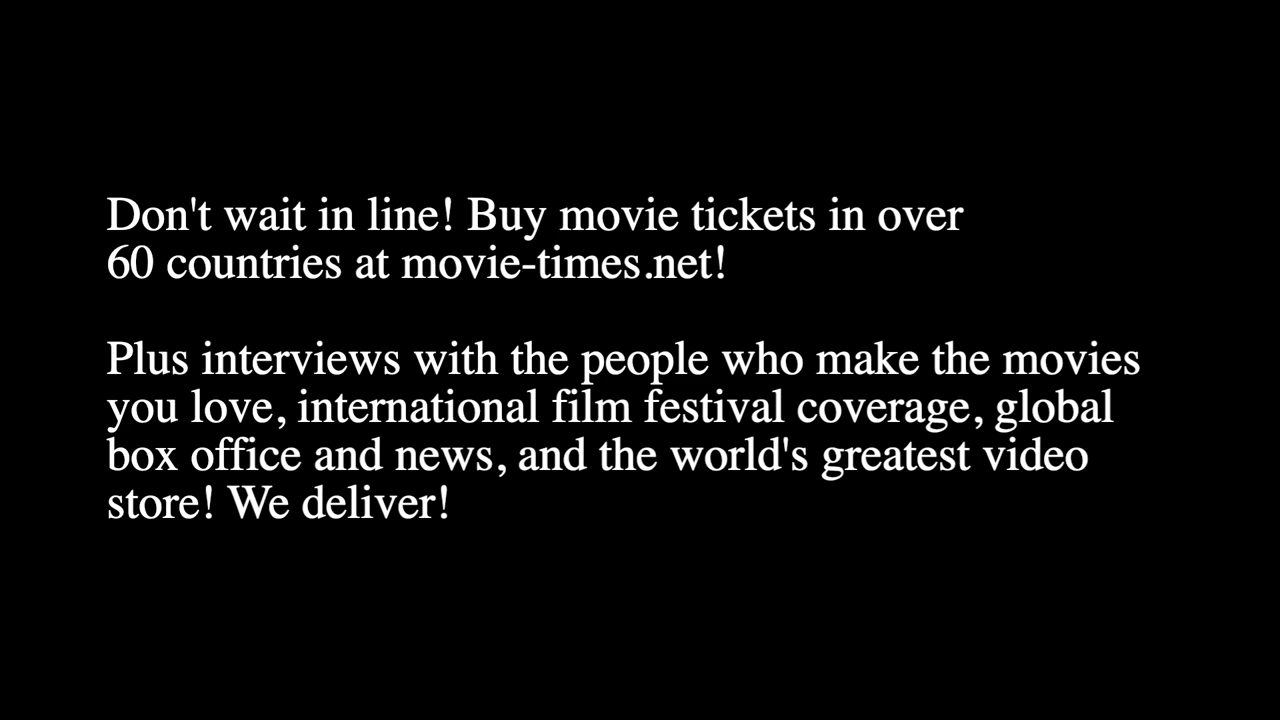 Don't wait in line! Buy movie tickets in over
60 countries at movie-times.net!
Plus interviews with the people who make the movies
you love, international film festival coverage, global
box office and news, and the world's greatest video
store! We deliver!